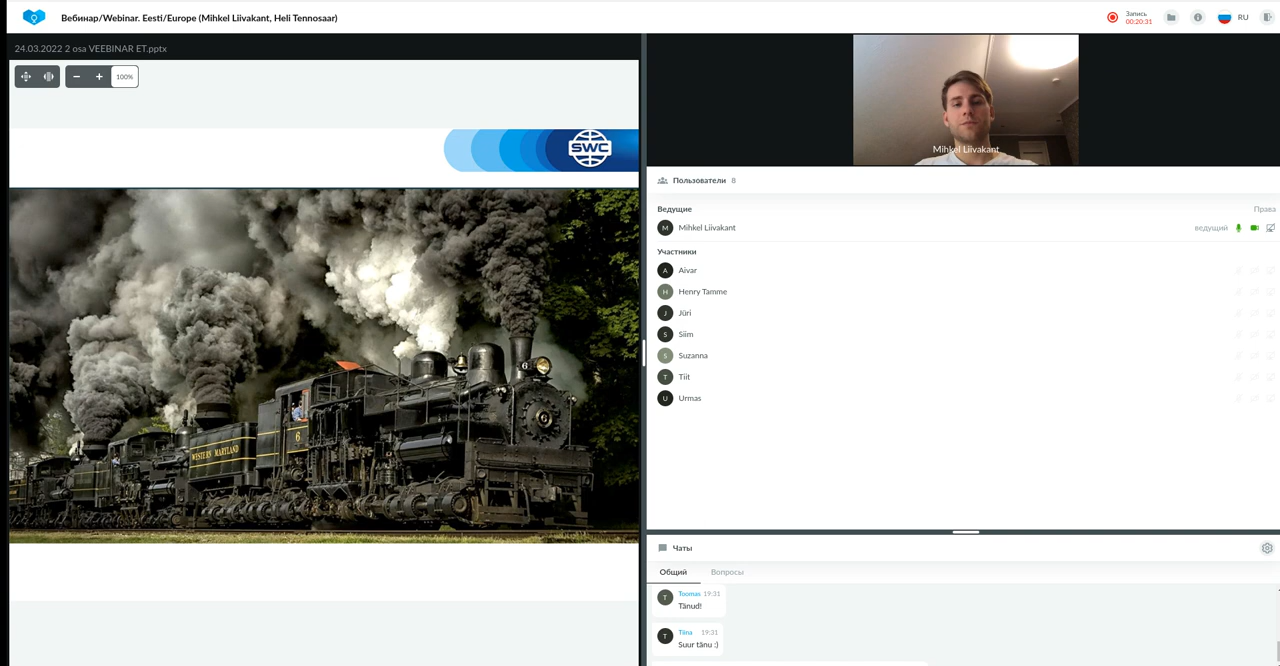 Вебинар/Webinar. Eesti/Europe (Mihkel Liivakant, Heli Tennosaar)
Запись
00:20:31
RU
24.03.2022 2 osa VEEBINAR ET.pptx
100%
SWC
6
6
6
WESTERN MARYLAND
Mihkel Liivakant
Пользователи 8
Ведущие
Права
M Mihkel Liivakant ведущий
Участники
A Aivar
H Henry Tamme
J Jüri
S Siim
S Suzanna
T Tiit
U Urmas
Чаты
Общий Вопросы
T Toomas 19:31
Tänud!
T Tiina 19:31
Suur tänu :)